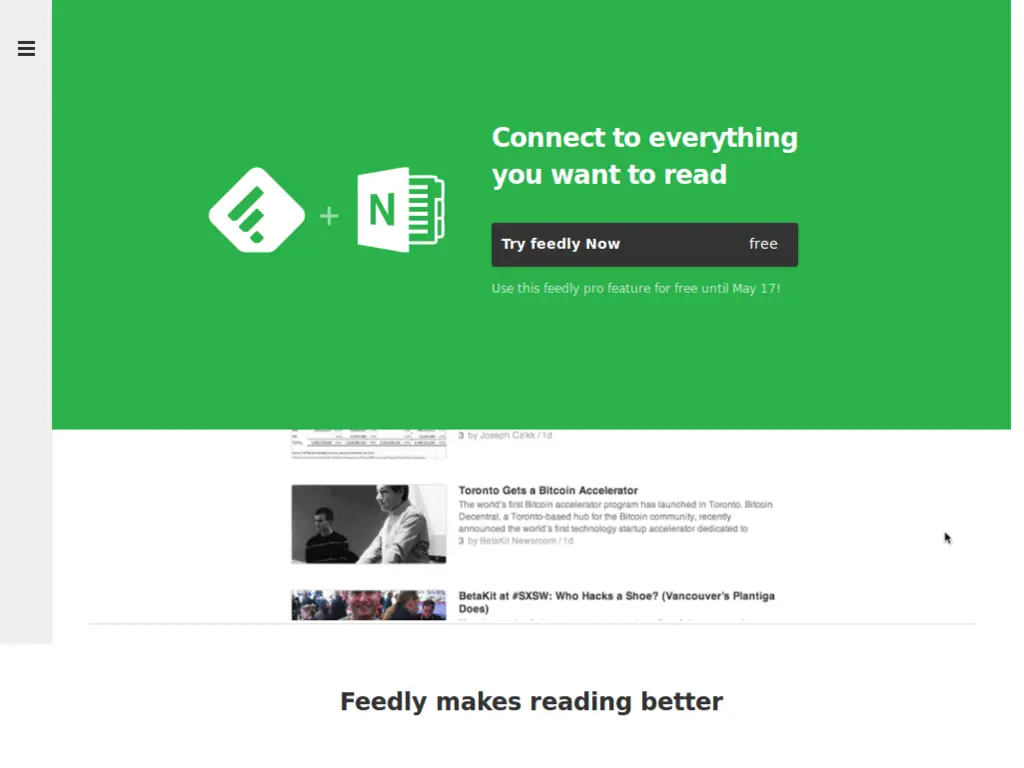 Connect to everything
you want to read
+
N
Try feedly Now free
Use this feedly pro feature for free until May 17!
3 by Joseph Czikk / 1d
Toronto Gets a Bitcoin Accelerator
The world's first Bitcoin accelerator program has launched in Toronto. Bitcoin
Decentral, a Toronto-based hub for the Bitcoin community, recently
announced the world's first technology startup accelerator dedicated to
3 by BetaKit Newsroom / 1d
BetaKit at #SXSW: Who Hacks a Shoe? (Vancouver's Plantiga
Does)
Feedly makes reading better